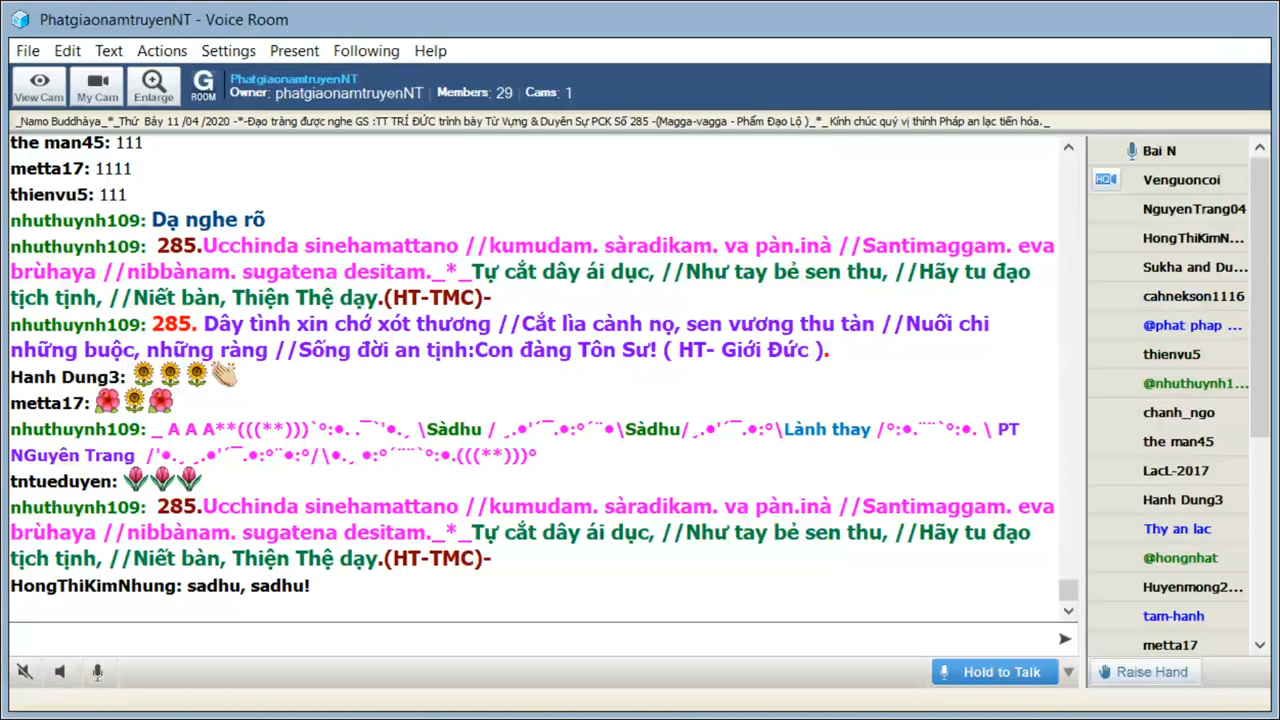 PhatgiaonamtruyenNT - Voice Room
File Edit Text Actions Settings Present Following Help
View Cam My Cam Enlarge G ROOM
PhatgiaonamtruyenNT
Owner: phatgiaonamtruyenNT Members: 29 Cams: 1
_Namo Buddhàya_*_Thứ Bảy 11 /04 /2020 -*-Đạo tràng được nghe GS :TT TRÍ ĐỨC trình bày Từ Vựng & Duyên Sự PCK Số 285 -(Magga-vagga - Phẩm Đạo Lộ )_*_ Kính chúc quý vị thính Pháp an lạc tiến hóa._
the man45: 111
metta17: 1111
thienvu5: 111
nhuthuynh109: Dạ nghe rõ
nhuthuynh109: 285.Ucchinda sinehamattano //kumudam. sàradikam. va pàn.inà //Santimaggam. eva
brùhaya //nibbànam. sugatena desitam._*_Tự cắt dây ái dục, //Như tay bẻ sen thu, //Hãy tu đạo
tịch tịnh, //Niết bàn, Thiện Thệ dạy.(HT-TMC)-
nhuthuynh109: 285. Dây tình xin chớ xót thương //Cắt lìa cành nọ, sen vương thu tàn //Nuối chi
những buộc, những ràng //Sống đời an tịnh:Con đàng Tôn Sư! ( HT- Giới Đức ).
Hanh Dung3:
metta17:
nhuthuynh109: _ A A A**(((**)))`°:•. .¯`'•.¸ \Sàdhu / ¸.•'´¯.•:°´¨•\Sàdhu/¸.•'´¯.•:°\Lành thay /°:•.¨¨`°:•. \ PT
NGuyên Trang /'•.¸ ¸.•'´¯.•:°¨•:°/\•.¸ •:°´¨¨`°:•.(((**)))°
tntueduyen:
nhuthuynh109: 285.Ucchinda sinehamattano //kumudam. sàradikam. va pàn.inà //Santimaggam. eva
brùhaya //nibbànam. sugatena desitam._*_Tự cắt dây ái dục, //Như tay bẻ sen thu, //Hãy tu đạo
tịch tịnh, //Niết bàn, Thiện Thệ dạy.(HT-TMC)-
HongThiKimNhung: sadhu, sadhu!
Bai N
Venguoncoi
NguyenTrang04
HongThiKimN...
Sukha and Du...
cahnekson1116
@phat phap ...
thienvu5
@nhuthuynh1...
chanh_ngo
the man45
LacL-2017
Hanh Dung3
Thy an lac
@hongnhat
Huyenmong2...
tam-hanh
metta17
Hold to Talk
Raise Hand